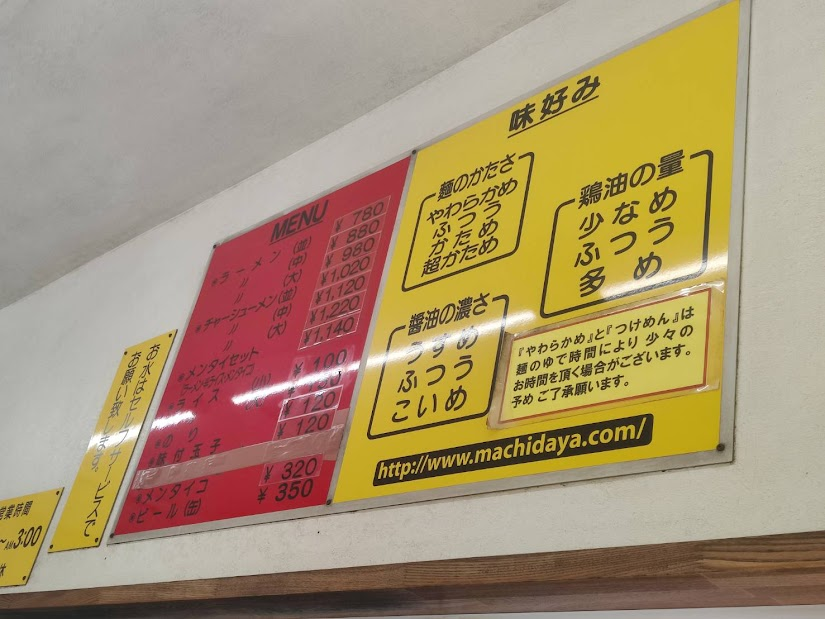 MENU
*ラーメン (並) ¥780
〃 (中) ¥880
〃 (大) ¥980
*チャーシューメン(並) ¥1,020
〃 (中) ¥1,120
〃 (大) ¥1,220
*メンタイセット ¥1,140
*ライス ¥100
*のり ¥120
*味付玉子 ¥120
*メンタイコ ¥320
*ビール(缶) ¥350
味好み
麺のかたさ
やわらかめ
ふつう
かため
超かため
鶏油の量
少なめ
ふつう
多め
醤油の濃さ
うすめ
ふつう
こいめ
『やわらかめ』と『つけめん』は
麺のゆで時間により 少々の
お時間を頂く場合がございます。
予め ご了承願います。
http://www.machidaya.com/
お水はセルフサービスで
お願い致します。
営業時間
〜AM3:00
休